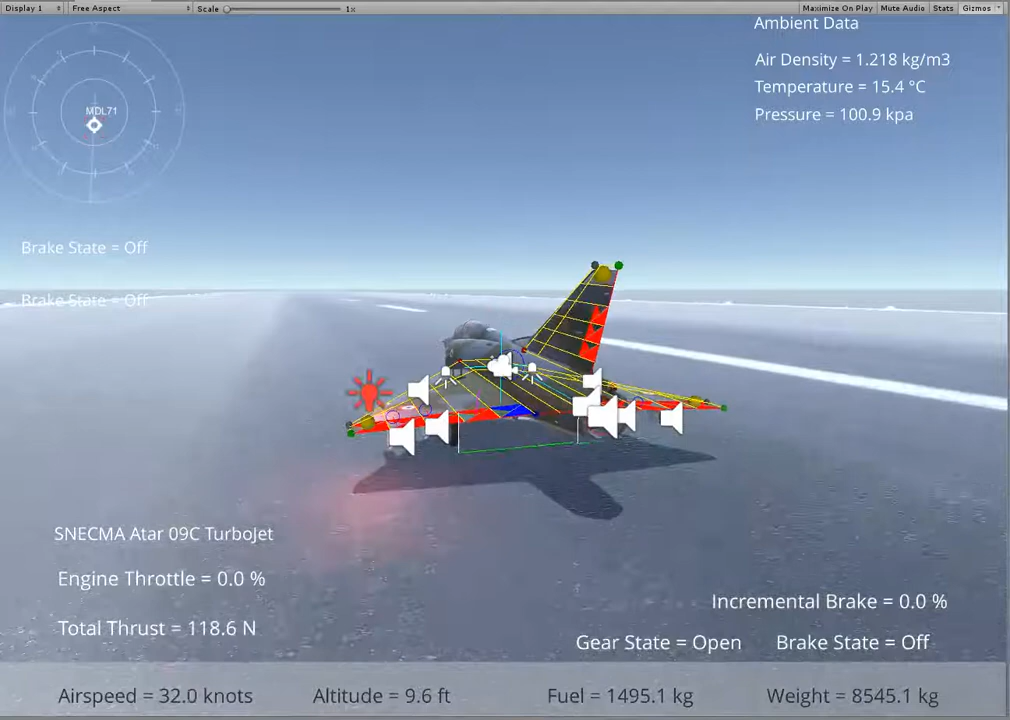 Display 1 Free Aspect Scale 1x Maximize On Play Mute Audio Stats Gizmos
Ambient Data
Air Density = 1.218 kg/m3
Temperature = 15.4 °C
Pressure = 100.9 kpa
MDL71
Brake State = Off
Brake State = Off
SNECMA Atar 09C TurboJet
Engine Throttle = 0.0 %
Total Thrust = 118.6 N
Incremental Brake = 0.0 %
Gear State = Open Brake State = Off
Airspeed = 32.0 knots Altitude = 9.6 ft Fuel = 1495.1 kg Weight = 8545.1 kg